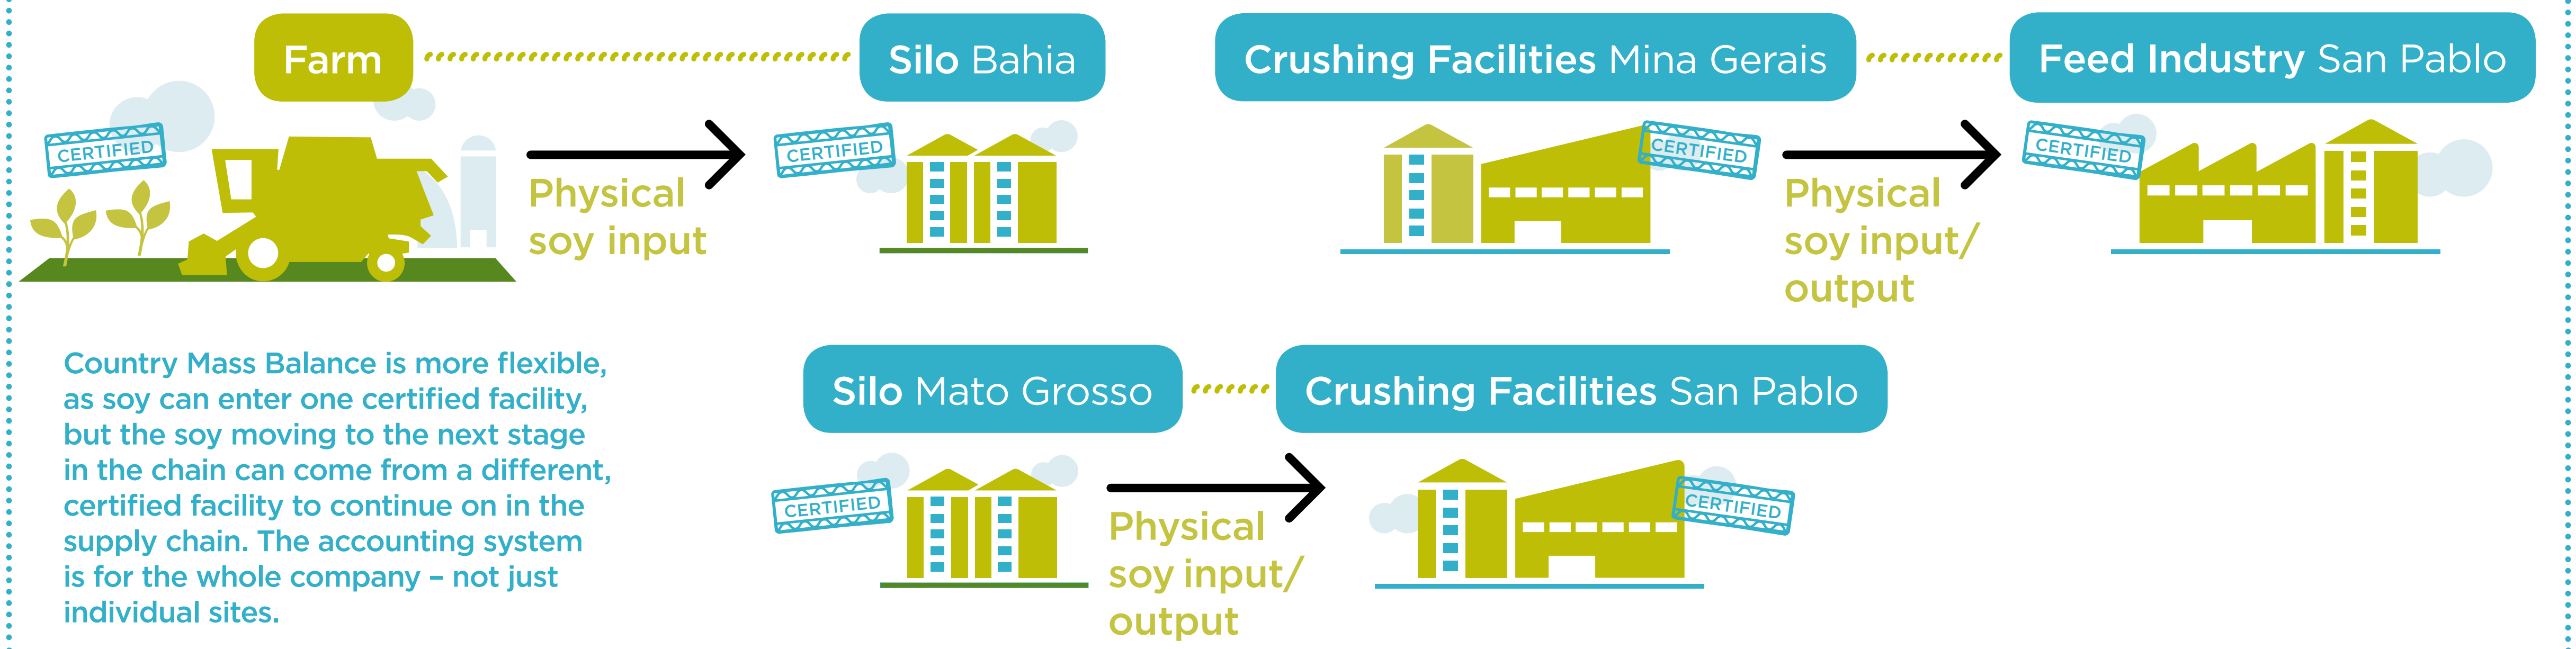 Farm
Silo Bahia
Crushing Facilities Mina Gerais
Feed Industry San Pablo
CERTIFIED
Physical
soy input
CERTIFIED
CERTIFIED
Physical
soy input/
output
CERTIFIED
Country Mass Balance is more flexible,
as soy can enter one certified facility,
but the soy moving to the next stage
in the chain can come from a different,
certified facility to continue on in the
supply chain. The accounting system
is for the whole company – not just
individual sites.
Silo Mato Grosso
Crushing Facilities San Pablo
CERTIFIED
Physical
soy input/
output
CERTIFIED